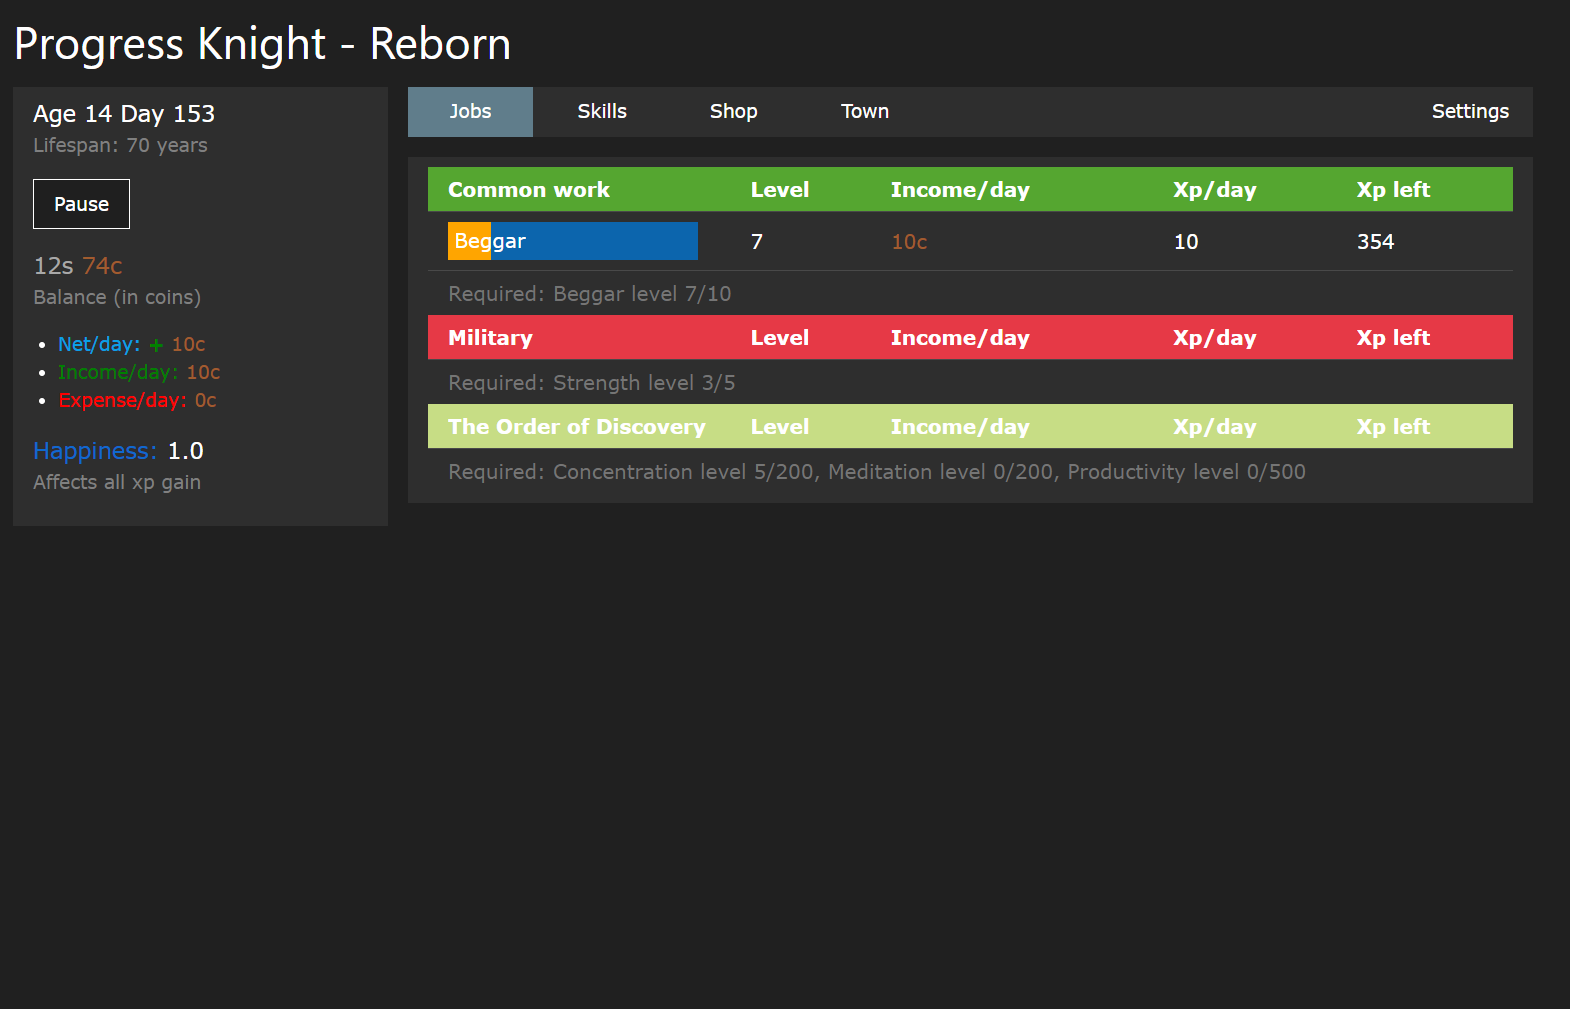 Progress Knight - Reborn
Age 14 Day 153
Lifespan: 70 years
Pause
12s 74c
Balance (in coins)
Net/day: + 10c
Income/day: 10c
Expense/day: 0c
Happiness: 1.0
Affects all xp gain
Jobs Skills Shop Town Settings
Common work Level Income/day Xp/day Xp left
Beggar 7 10c 10 354
Required: Beggar level 7/10
Military Level Income/day Xp/day Xp left
Required: Strength level 3/5
The Order of Discovery Level Income/day Xp/day Xp left
Required: Concentration level 5/200, Meditation level 0/200, Productivity level 0/500